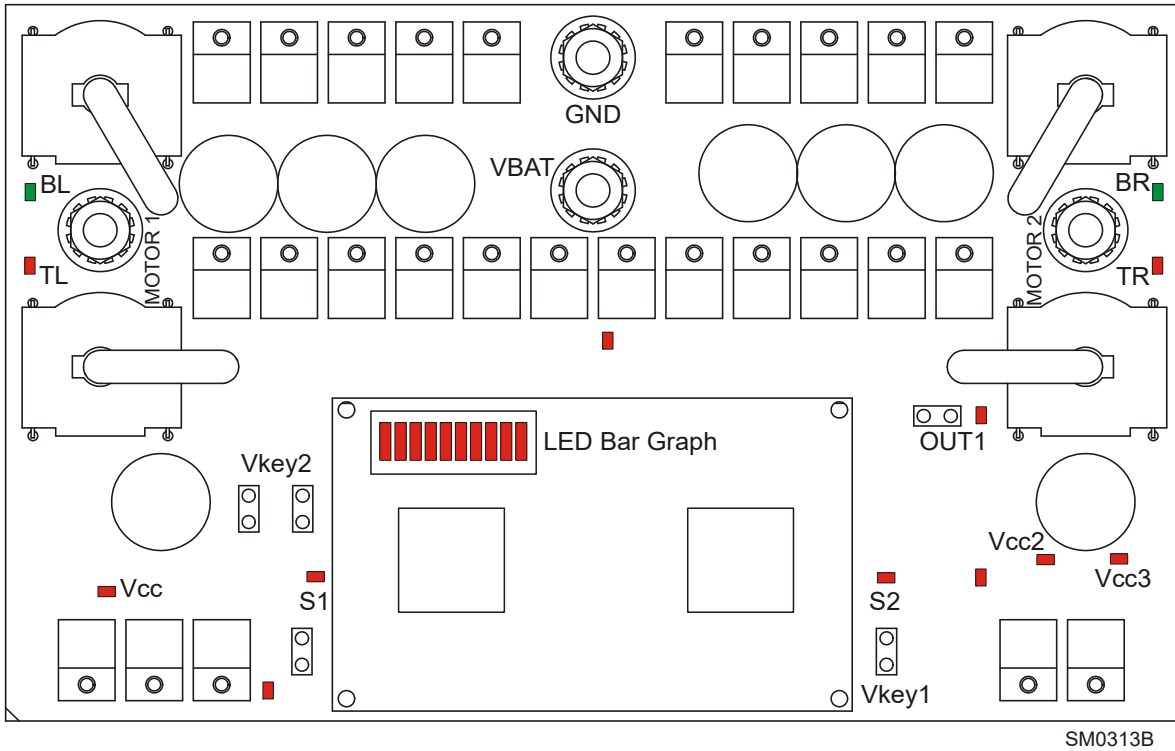 GND
VBAT
BL
BR
MOTOR 1
MOTOR 2
TL
TR
LED Bar Graph
OUT1
Vkey2
Vcc2
Vcc3
Vcc
S1
S2
Vkey1
SM0313B